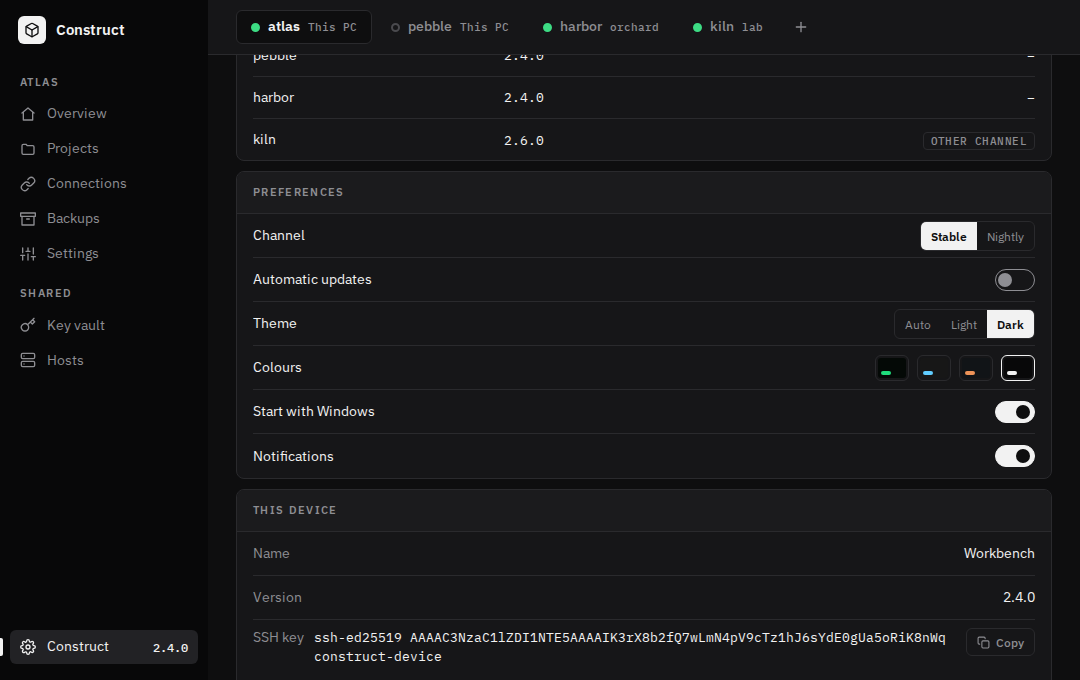 Construct
atlas This PC
pebble This PC
harbor orchard
kiln lab
ATLAS
Overview
Projects
Connections
Backups
Settings
SHARED
Key vault
Hosts
Construct 2.4.0
pebble 2.4.0 –
harbor 2.4.0 –
kiln 2.6.0 OTHER CHANNEL
PREFERENCES
Channel Stable Nightly
Automatic updates
Theme Auto Light Dark
Colours
Start with Windows
Notifications
THIS DEVICE
Name Workbench
Version 2.4.0
SSH key ssh-ed25519 AAAAC3NzaC1lZDI1NTE5AAAAIK3rX8b2fQ7wLmN4pV9cTz1hJ6sYdE0gUa5oRiK8nWq Copy
construct-device